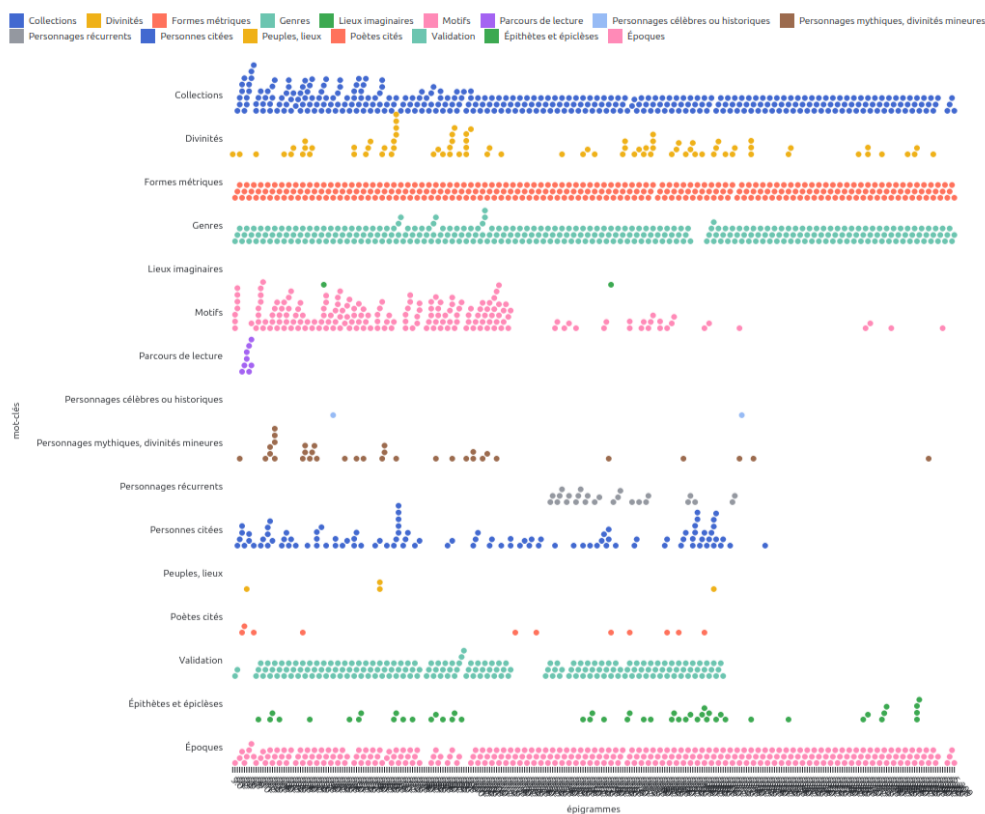 Collections Divinités Formes métriques Genres Lieux imaginaires Motifs Parcours de lecture Personnages célèbres ou historiques Personnages mythiques, divinités mineures
Personnages récurrents Personnes citées Peuples, lieux Poètes cités Validation Épithètes et épiclèses Époques
Collections
Divinités
Formes métriques
Genres
Lieux imaginaires
Motifs
Parcours de lecture
Personnages célèbres ou historiques
mot-clés
Personnages mythiques, divinités mineures
Personnages récurrents
Personnes citées
Peuples, lieux
Poètes cités
Validation
Épithètes et épiclèses
Époques
épigrammes